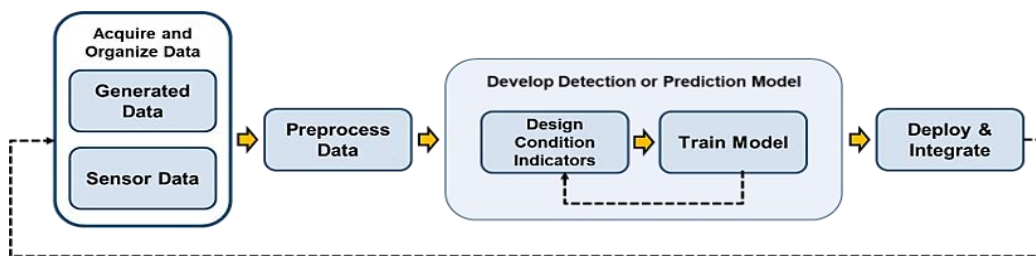 Acquire and
Organize Data
Generated
Data
Sensor Data
Preprocess
Data
Develop Detection or Prediction Model
Design
Condition
Indicators
Train Model
Deploy &
Integrate